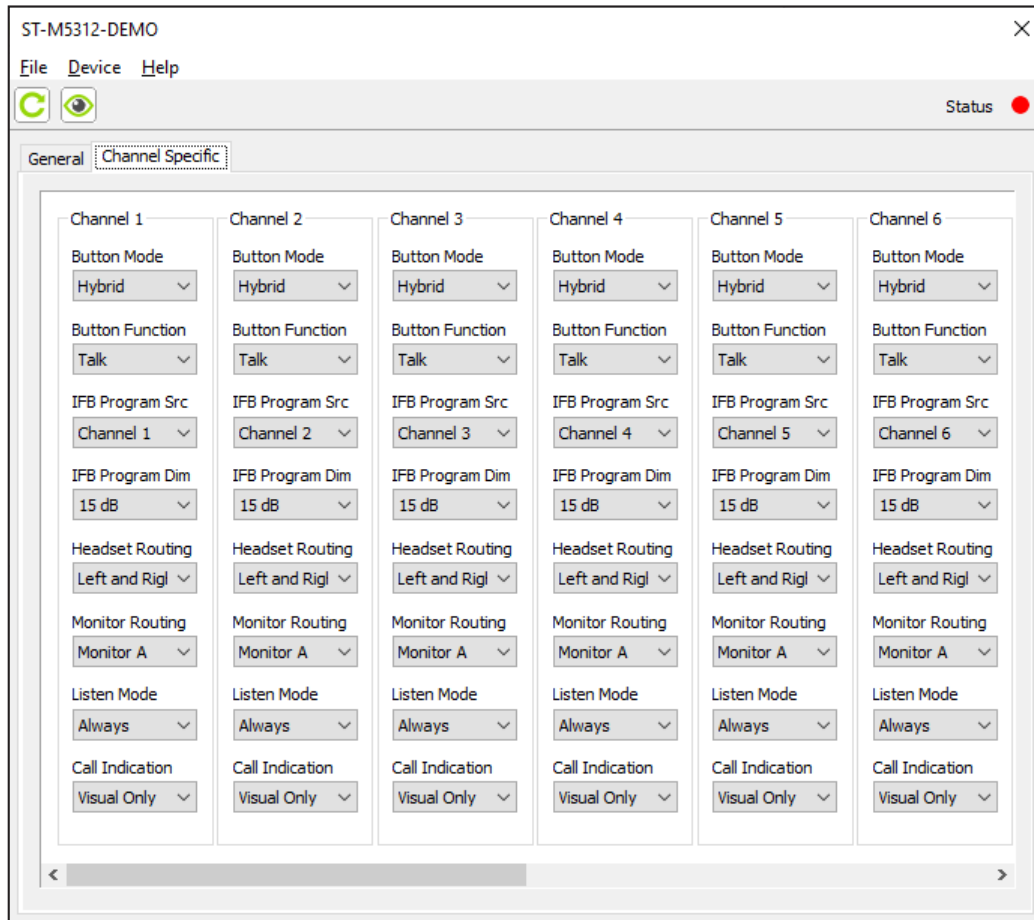 ST-M5312-DEMO
File Device Help
Status
General Channel Specific
Channel 1 Channel 2 Channel 3 Channel 4 Channel 5 Channel 6
Button Mode Button Mode Button Mode Button Mode Button Mode Button Mode
Hybrid Hybrid Hybrid Hybrid Hybrid Hybrid
Button Function Button Function Button Function Button Function Button Function Button Function
Talk Talk Talk Talk Talk Talk
IFB Program Src IFB Program Src IFB Program Src IFB Program Src IFB Program Src IFB Program Src
Channel 1 Channel 2 Channel 3 Channel 4 Channel 5 Channel 6
IFB Program Dim IFB Program Dim IFB Program Dim IFB Program Dim IFB Program Dim IFB Program Dim
15 dB 15 dB 15 dB 15 dB 15 dB 15 dB
Headset Routing Headset Routing Headset Routing Headset Routing Headset Routing Headset Routing
Left and Rigl Left and Rigl Left and Rigl Left and Rigl Left and Rigl Left and Rigl
Monitor Routing Monitor Routing Monitor Routing Monitor Routing Monitor Routing Monitor Routing
Monitor A Monitor A Monitor A Monitor A Monitor A Monitor A
Listen Mode Listen Mode Listen Mode Listen Mode Listen Mode Listen Mode
Always Always Always Always Always Always
Call Indication Call Indication Call Indication Call Indication Call Indication Call Indication
Visual Only Visual Only Visual Only Visual Only Visual Only Visual Only